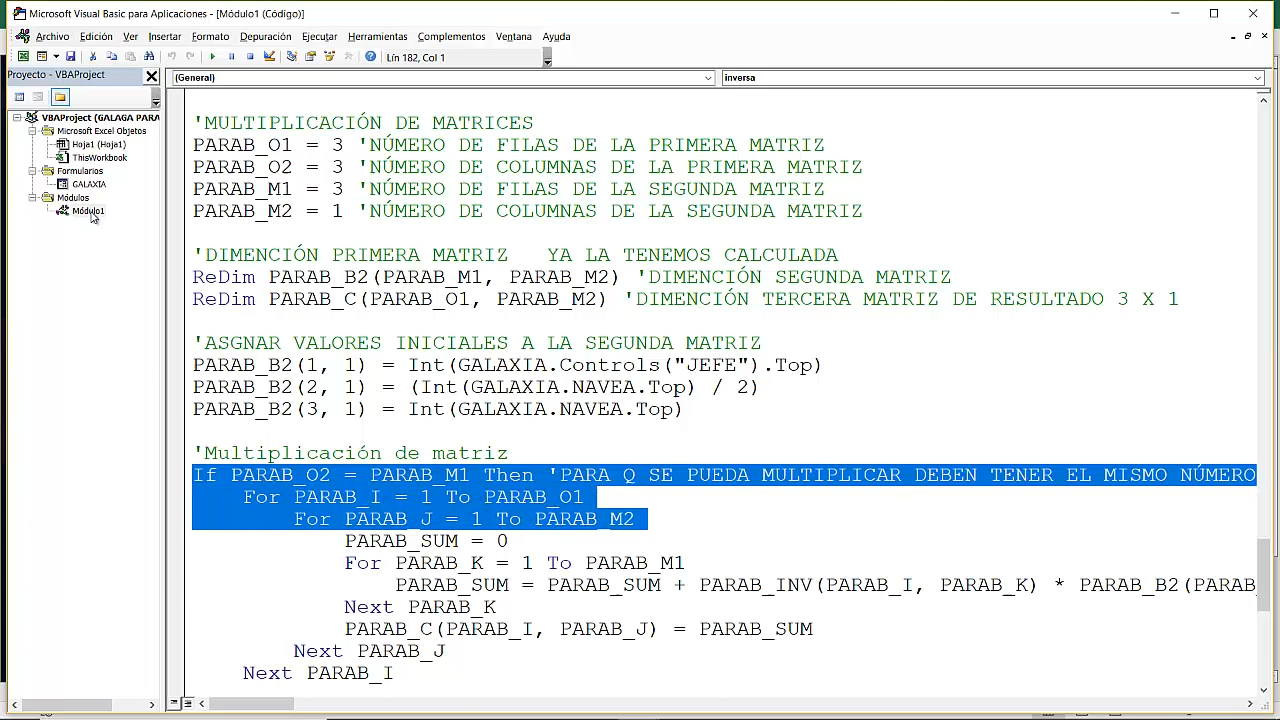 Microsoft Visual Basic para Aplicaciones - [Módulo1 (Código)]
Archivo Edición Ver Insertar Formato Depuración Ejecutar Herramientas Complementos Ventana Ayuda
Lín 182, Col 1
Proyecto - VBAProject
(General)
inversa
VBAProject (GALAGA PARA
Microsoft Excel Objetos
Hoja1 (Hoja1)
ThisWorkbook
Formularios
GALAXIA
Módulos
Módulo1
'MULTIPLICACIÓN DE MATRICES
PARAB_O1 = 3 'NÚMERO DE FILAS DE LA PRIMERA MATRIZ
PARAB_O2 = 3 'NÚMERO DE COLUMNAS DE LA PRIMERA MATRIZ
PARAB_M1 = 3 'NÚMERO DE FILAS DE LA SEGUNDA MATRIZ
PARAB_M2 = 1 'NÚMERO DE COLUMNAS DE LA SEGUNDA MATRIZ
'DIMENCIÓN PRIMERA MATRIZ   YA LA TENEMOS CALCULADA
ReDim PARAB_B2(PARAB_M1, PARAB_M2) 'DIMENCIÓN SEGUNDA MATRIZ
ReDim PARAB_C(PARAB_O1, PARAB_M2) 'DIMENCIÓN TERCERA MATRIZ DE RESULTADO 3 X 1
'ASGNAR VALORES INICIALES A LA SEGUNDA MATRIZ
PARAB_B2(1, 1) = Int(GALAXIA.Controls("JEFE").Top)
PARAB_B2(2, 1) = (Int(GALAXIA.NAVEA.Top) / 2)
PARAB_B2(3, 1) = Int(GALAXIA.NAVEA.Top)
'Multiplicación de matriz
If PARAB_O2 = PARAB_M1 Then 'PARA Q SE PUEDA MULTIPLICAR DEBEN TENER EL MISMO NÚMERO
For PARAB_I = 1 To PARAB_O1
For PARAB_J = 1 To PARAB_M2
PARAB_SUM = 0
For PARAB_K = 1 To PARAB_M1
PARAB_SUM = PARAB_SUM + PARAB_INV(PARAB_I, PARAB_K) * PARAB_B2(PARAB_
Next PARAB_K
PARAB_C(PARAB_I, PARAB_J) = PARAB_SUM
Next PARAB_J
Next PARAB_I